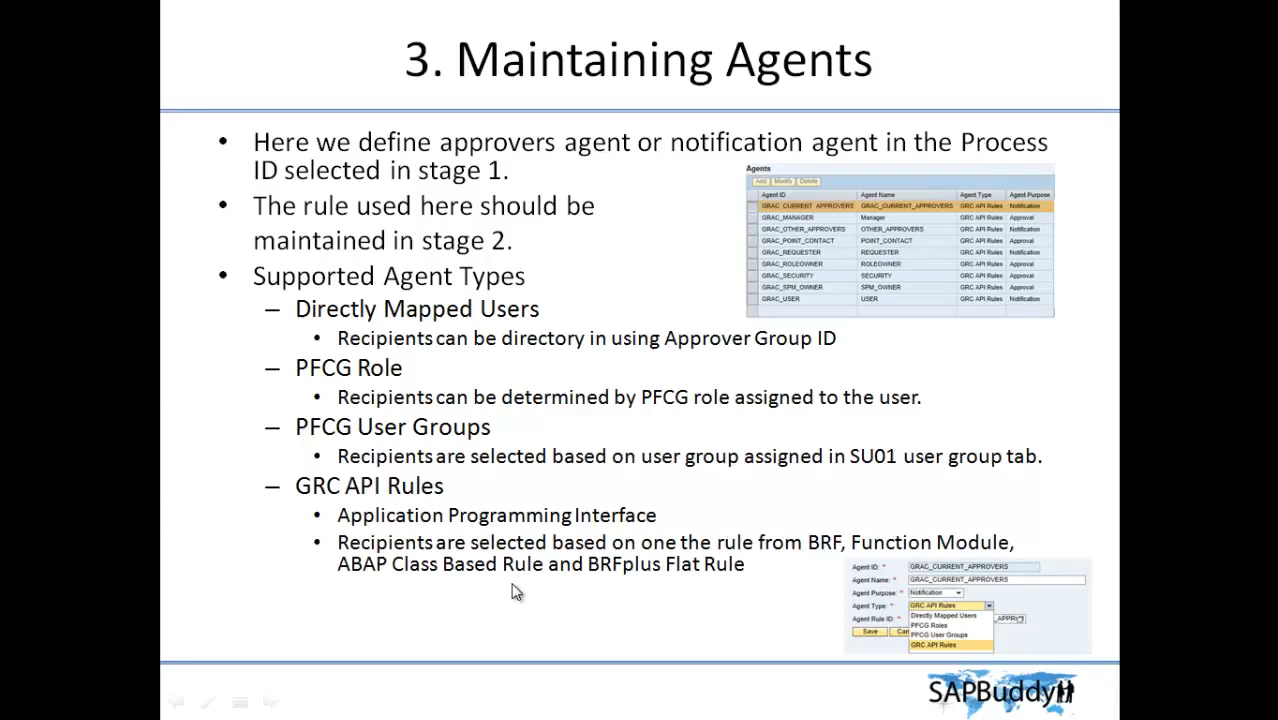 3. Maintaining Agents
• Here we define approvers agent or notification agent in the Process
ID selected in stage 1.
• The rule used here should be
maintained in stage 2.
• Supported Agent Types
– Directly Mapped Users
• Recipients can be directory in using Approver Group ID
– PFCG Role
• Recipients can be determined by PFCG role assigned to the user.
– PFCG User Groups
• Recipients are selected based on user group assigned in SU01 user group tab.
– GRC API Rules
• Application Programming Interface
• Recipients are selected based on one the rule from BRF, Function Module,
ABAP Class Based Rule and BRFplus Flat Rule
Agents
Add Modify Delete
Agent ID Agent Name Agent Type Agent Purpose
GRAC_CURRENT_APPROVERS GRAC_CURRENT_APPROVERS GRC API Rules Notification
GRAC_MANAGER Manager GRC API Rules Approval
GRAC_OTHER_APPROVERS OTHER_APPROVERS GRC API Rules Notification
GRAC_POINT_CONTACT POINT_CONTACT GRC API Rules Approval
GRAC_REQUESTER REQUESTER GRC API Rules Notification
GRAC_ROLEOWNER ROLEOWNER GRC API Rules Approval
GRAC_SECURITY SECURITY GRC API Rules Approval
GRAC_SPM_OWNER SPM_OWNER GRC API Rules Approval
GRAC_USER USER GRC API Rules Notification
Agent ID: * GRAC_CURRENT_APPROVERS
Agent Name: * GRAC_CURRENT_APPROVERS
Agent Purpose: * Notification
Agent Type: * GRC API Rules
Directly Mapped Users
Agent Rule ID: *
PFCG Roles
Save
PFCG User Groups
GRC API Rules
SAPBuddy